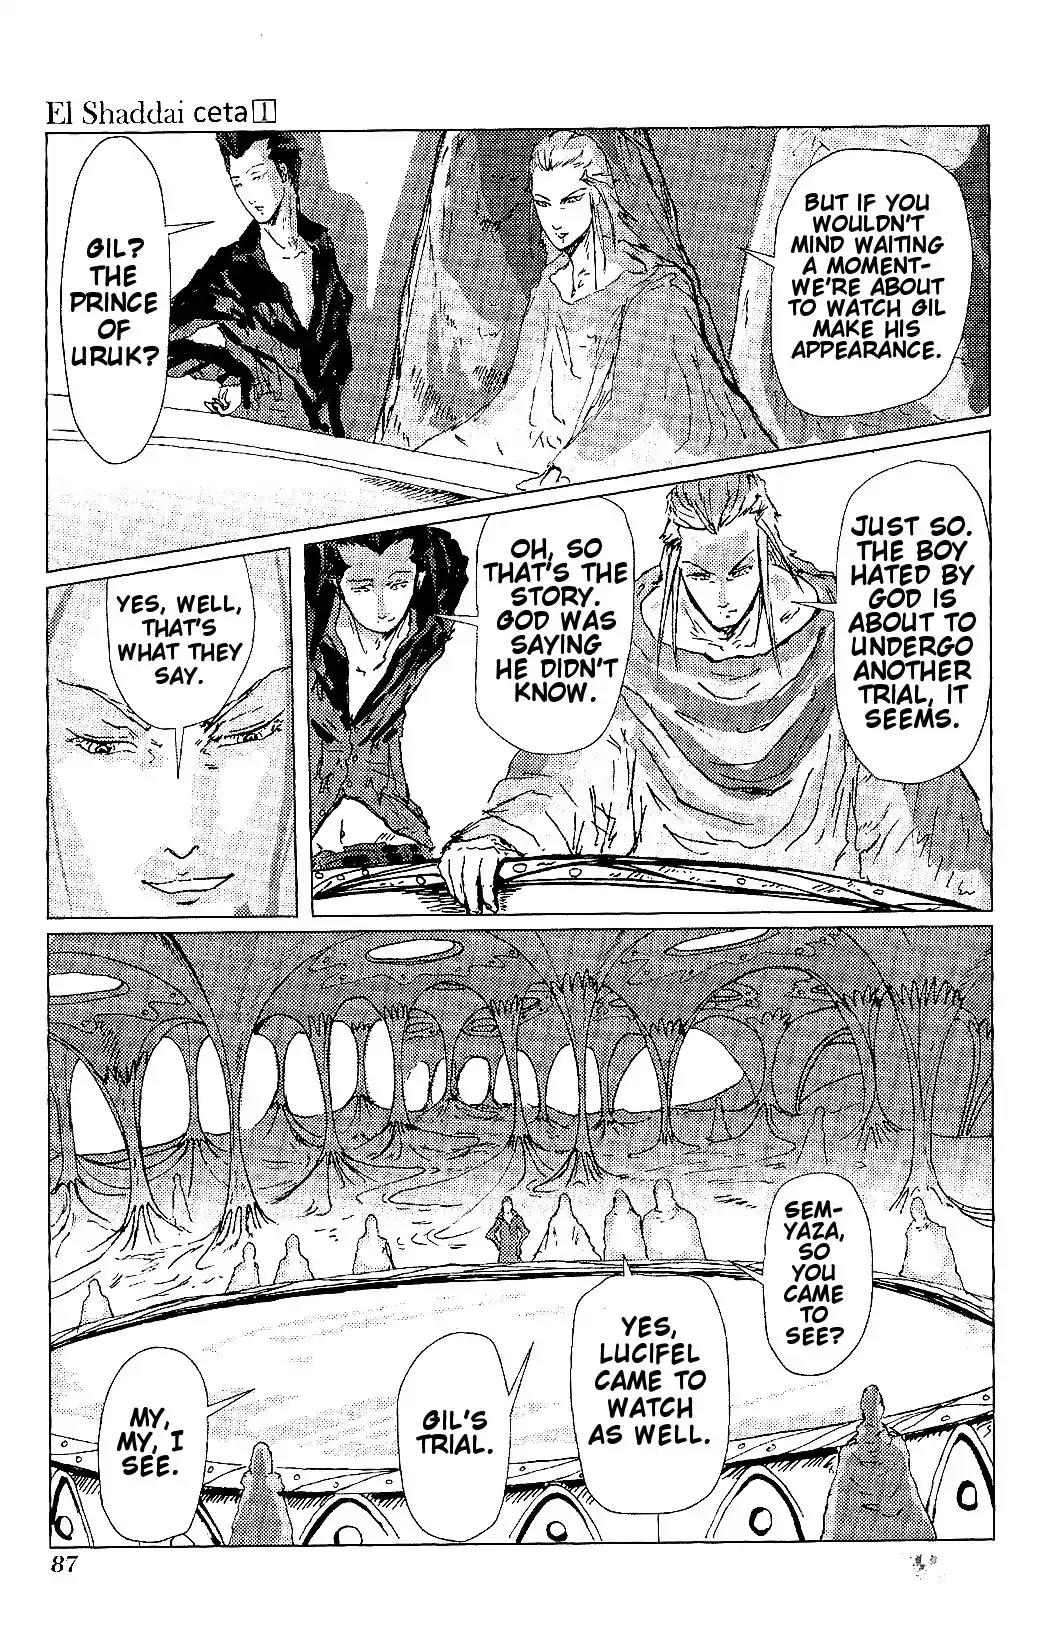 El Shaddai ceta 1
BUT IF YOU
WOULDN'T
MIND WAITING
A MOMENT-
WE'RE ABOUT
TO WATCH GIL
MAKE HIS
APPEARANCE.
GIL?
THE
PRINCE
OF
URUK?
JUST SO.
THE BOY
HATED BY
GOD IS
ABOUT TO
UNDERGO
ANOTHER
TRIAL, IT
SEEMS.
OH, SO
THAT'S THE
STORY.
GOD WAS
SAYING
HE DIDN'T
KNOW.
YES, WELL,
THAT'S
WHAT THEY
SAY.
SEM-
YAZA,
SO
YOU
CAME
TO
SEE?
YES,
LUCIFEL
CAME TO
WATCH
AS WELL.
GIL'S
TRIAL.
MY,
MY, I
SEE.
87